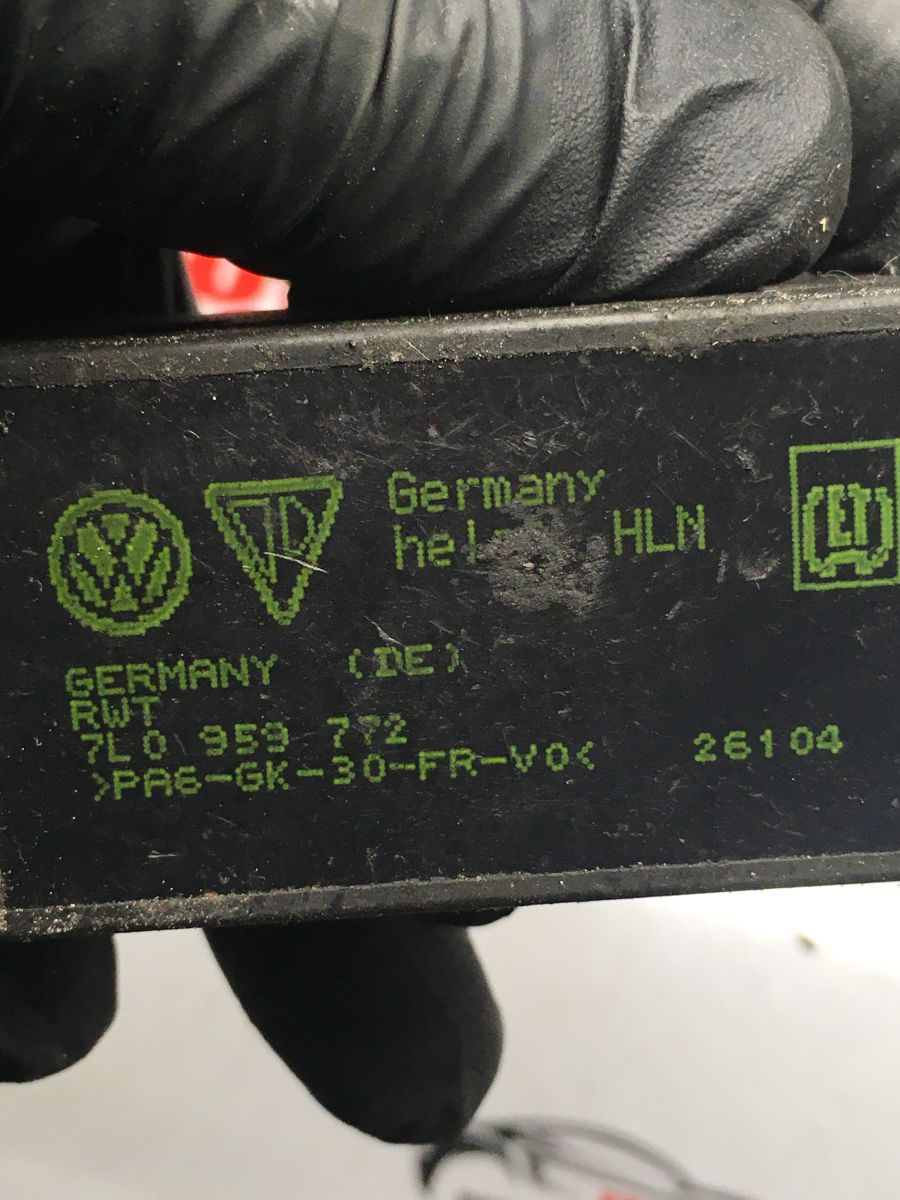 Germany
HLN
GERMANY (DE)
RWT
7L0 959 772
>PA6-GK-30-FR-V0< 26104